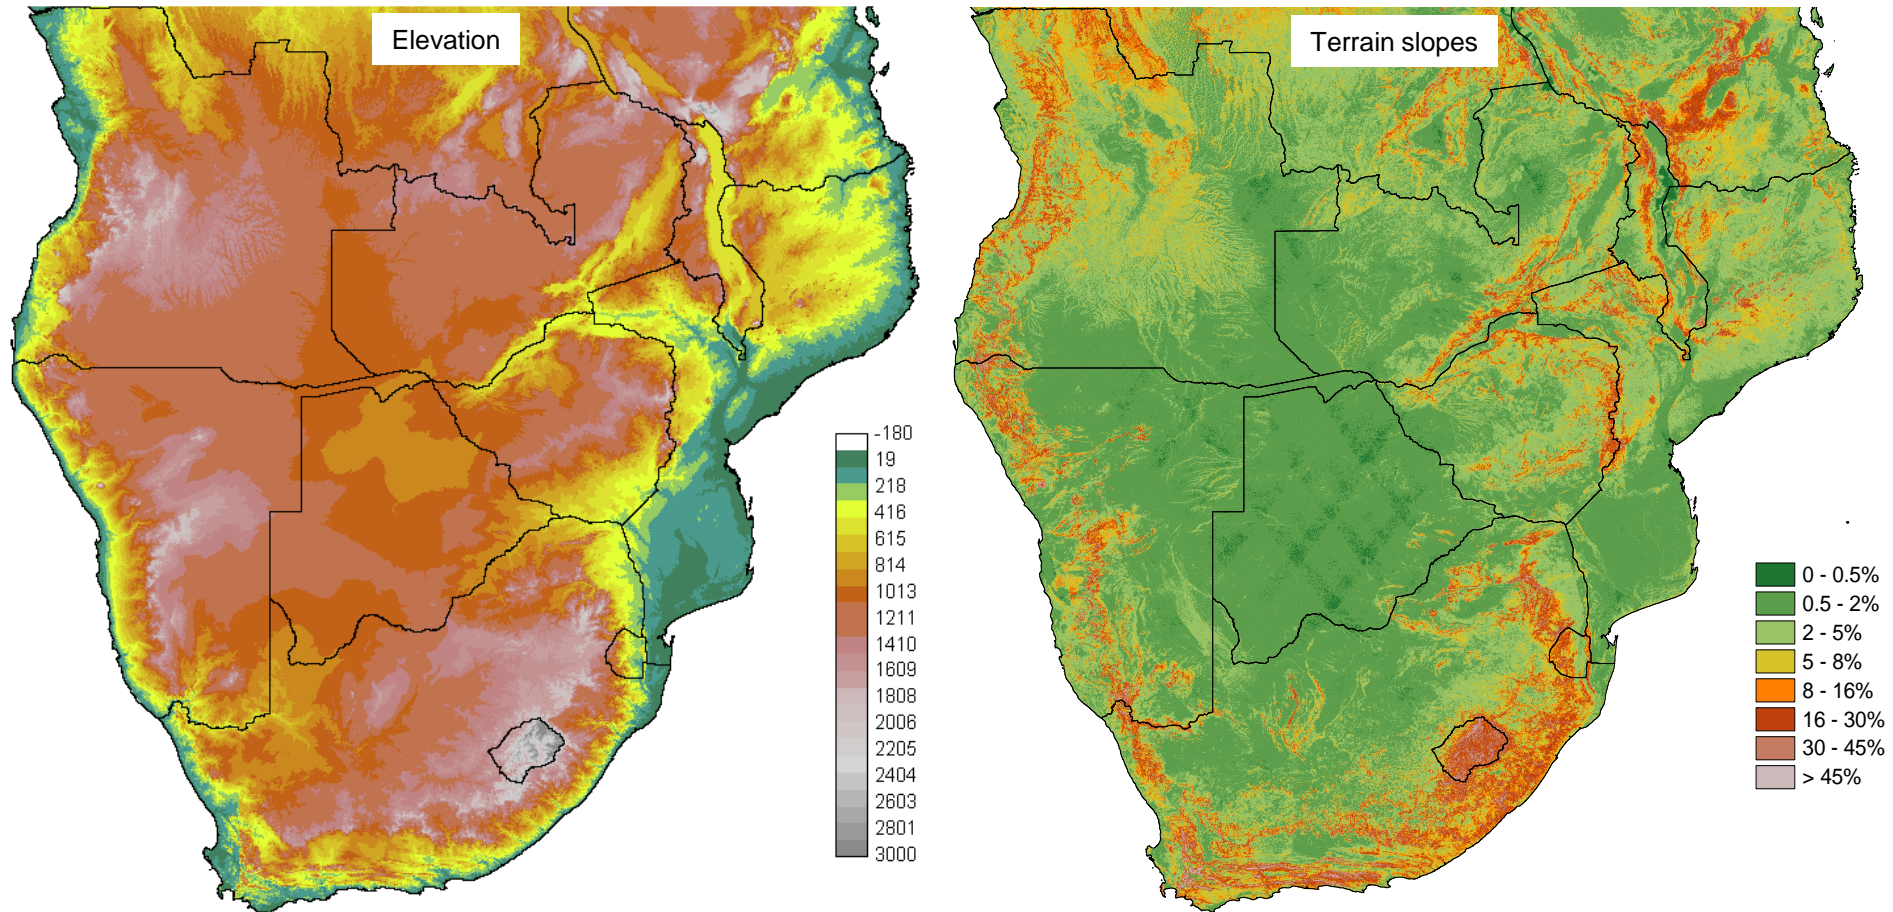 Elevation
Terrain slopes
-180
19
218
416
615
814
1013
1211
1410
1609
1808
2006
2205
2404
2603
2801
3000
0 - 0.5%
0.5 - 2%
2 - 5%
5 - 8%
8 - 16%
16 - 30%
30 - 45%
> 45%